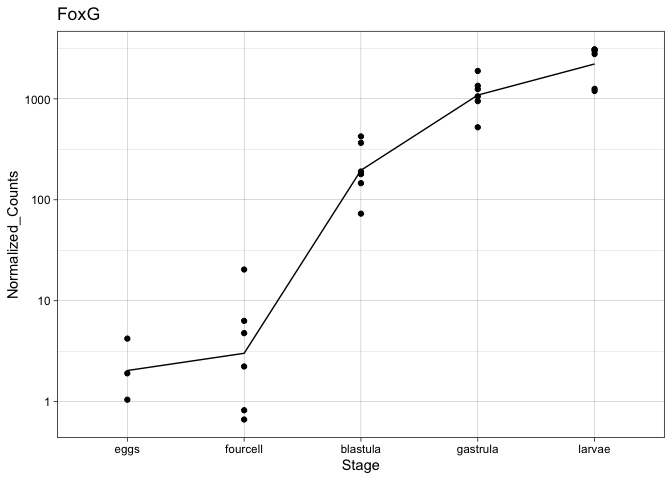 FoxG
Normalized_Counts
1000
100
10
1
eggs fourcell blastula gastrula larvae
Stage